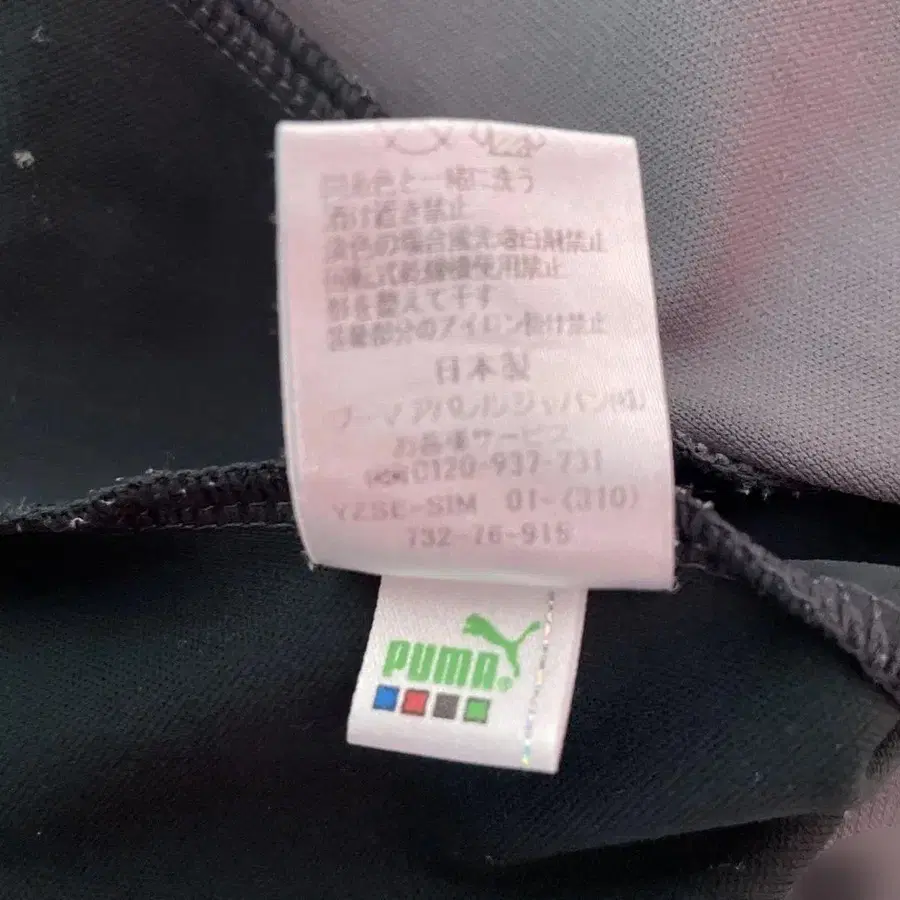 同系色と一緒に洗う
漬け置き禁止
淡色の場合蛍光増白剤禁止
回転式乾燥機使用禁止
形を整えて干す
装飾部分のアイロン掛け禁止
日本製
プーマ アパレル ジャパン(株)
お客様サービス
0120-937-731
YZSE-SIM 01-(310)
732-76-915
PUMA®